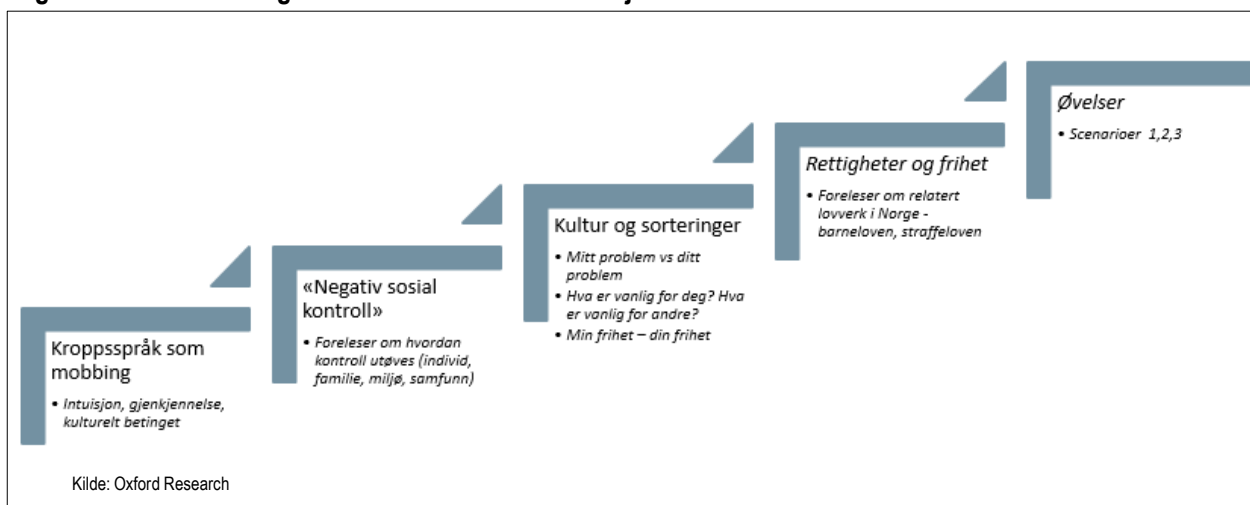 Kroppsspråk som
mobbing
• Intuisjon, gjenkjennelse,
kulturelt betinget
«Negativ sosial
kontroll»
• Foreleser om hvordan
kontroll utøves (individ,
familie, miljø, samfunn)
Kultur og sorteringer
• Mitt problem vs ditt
problem
• Hva er vanlig for deg? Hva
er vanlig for andre?
• Min frihet – din frihet
Rettigheter og frihet
• Foreleser om relatert
lovverk i Norge -
barneloven, straffeloven
Øvelser
• Scenarioer 1,2,3
Kilde: Oxford Research